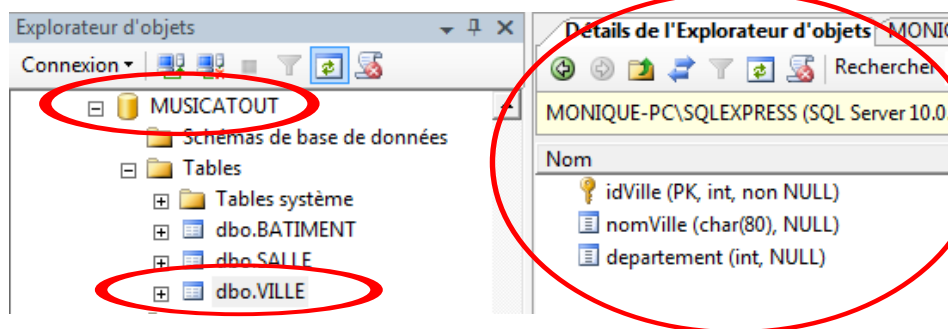 Explorateur d'objets
Connexion
MUSICATOUT
Schémas de base de données
Tables
Tables système
dbo.BATIMENT
dbo.SALLE
dbo.VILLE
Détails de l'Explorateur d'objets MONIQ
Rechercher
MONIQUE-PC\SQLEXPRESS (SQL Server 10.0.
Nom
idVille (PK, int, non NULL)
nomVille (char(80), NULL)
departement (int, NULL)